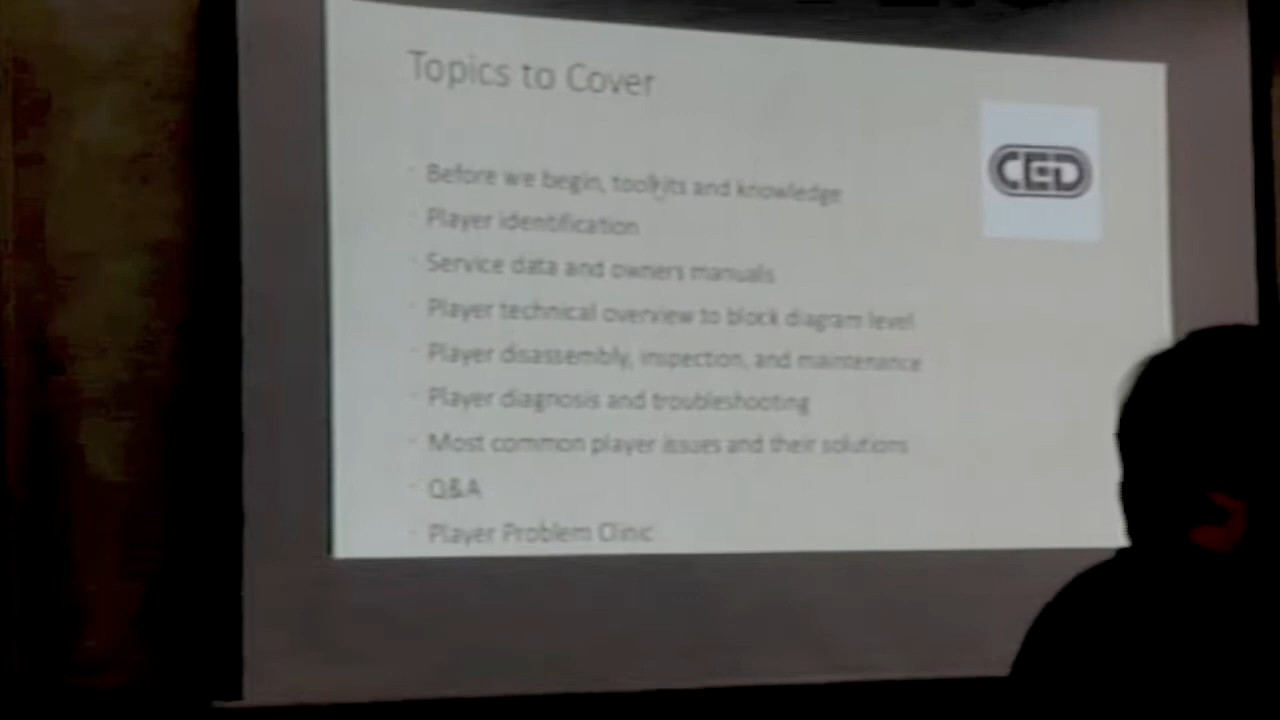 Topics to Cover
CED
Before we begin, toolkits and knowledge
Player identification
Service data and owners manuals
Player technical overview to block diagram level
Player disassembly, inspection, and maintenance
Player diagnosis and troubleshooting
Most common player issues and their solutions
Q&A
Player Problem Clinic